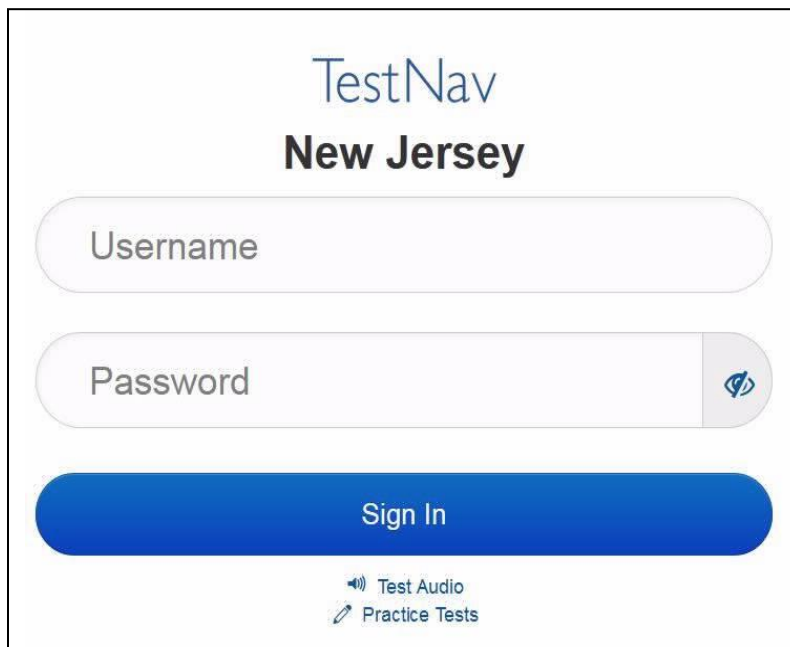 TestNav
New Jersey
Username
Password
Sign In
Test Audio
Practice Tests